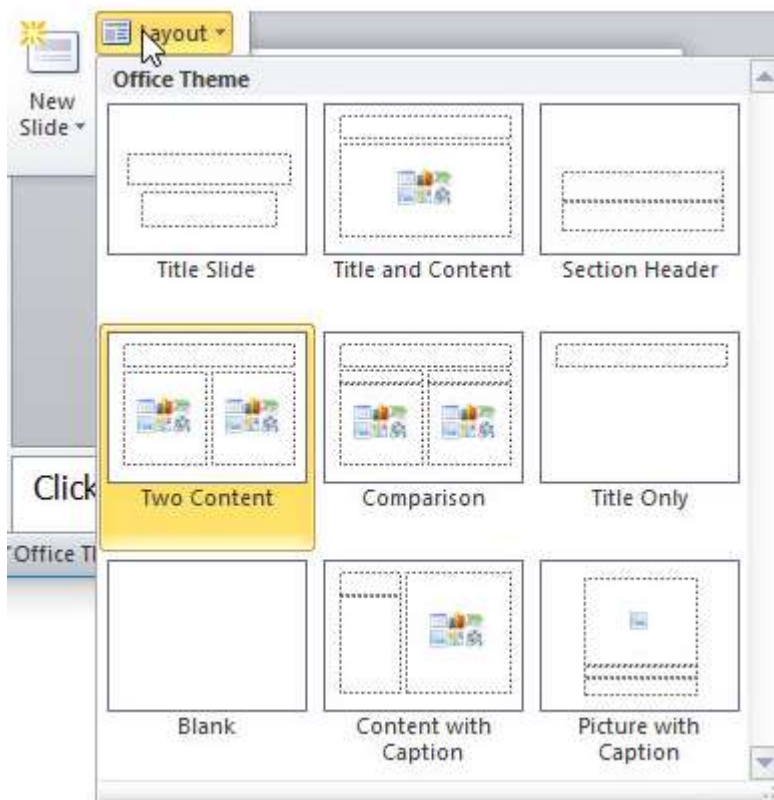 Layout
New
Slide
Office Theme
Title Slide
Title and Content
Section Header
Two Content
Comparison
Title Only
Click
Office Th
Blank
Content with
Caption
Picture with
Caption